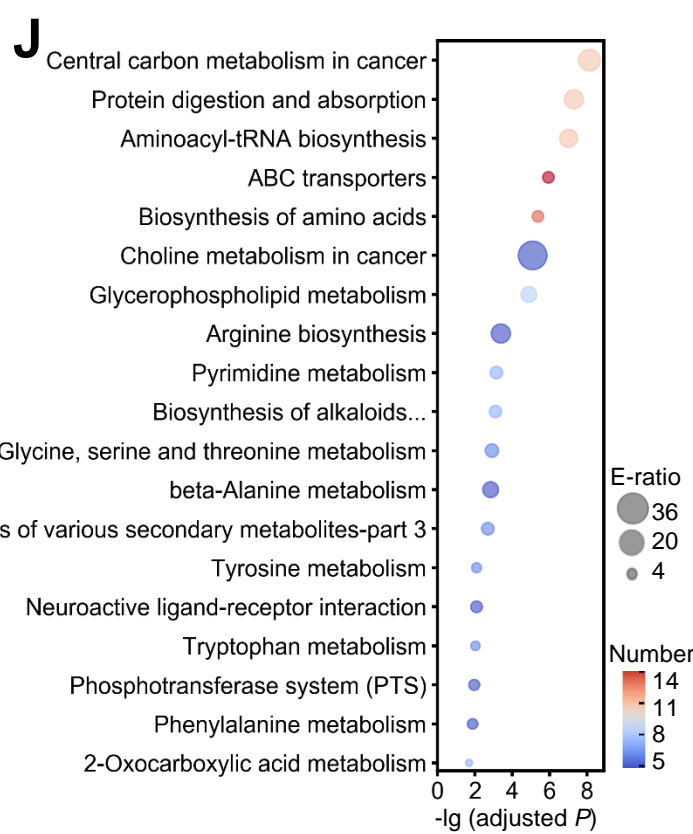 J
Central carbon metabolism in cancer
Protein digestion and absorption
Aminoacyl-tRNA biosynthesis
ABC transporters
Biosynthesis of amino acids
Choline metabolism in cancer
Glycerophospholipid metabolism
Arginine biosynthesis
Pyrimidine metabolism
Biosynthesis of alkaloids...
Glycine, serine and threonine metabolism
beta-Alanine metabolism
s of various secondary metabolites-part 3
Tyrosine metabolism
Neuroactive ligand-receptor interaction
Tryptophan metabolism
Phosphotransferase system (PTS)
Phenylalanine metabolism
2-Oxocarboxylic acid metabolism
0 2 4 6 8
-lg (adjusted P)
E-ratio
36
20
4
Number
14
11
8
5